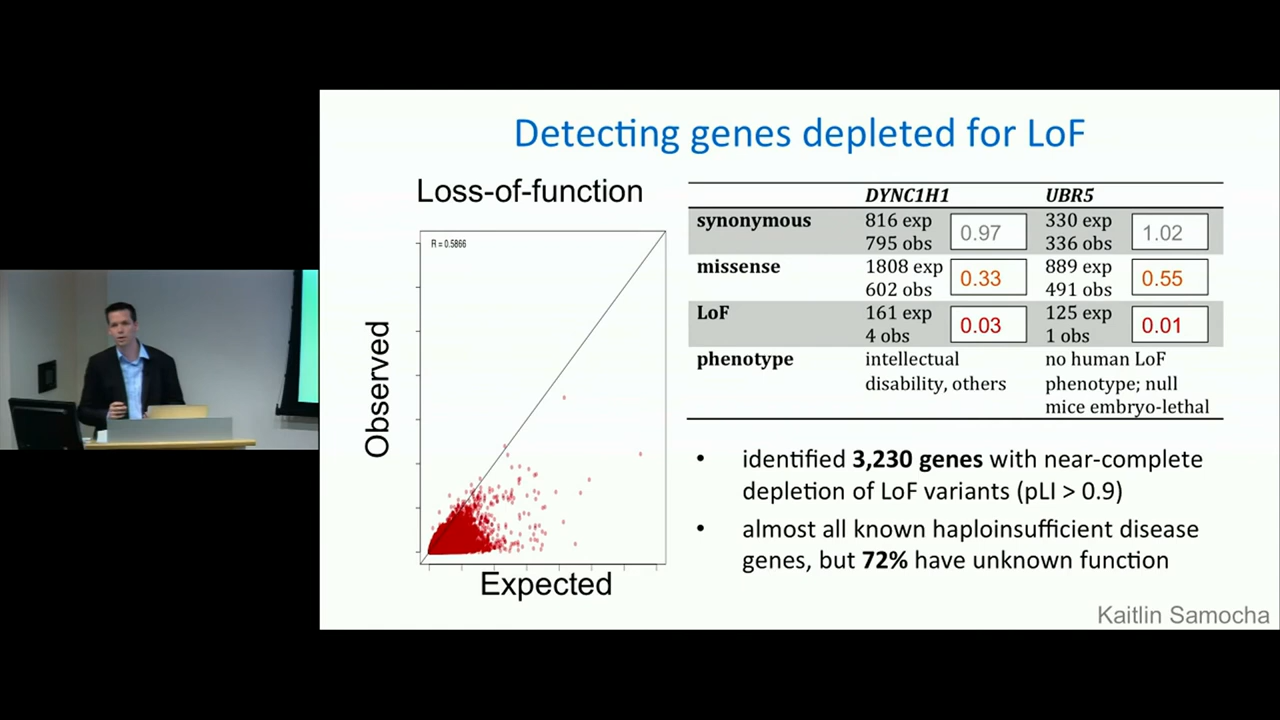 Detecting genes depleted for LoF
Loss-of-function
R = 0.5866
Observed
Expected
DYNC1H1 UBR5
synonymous 816 exp 0.97 330 exp 1.02
795 obs 336 obs
missense 1808 exp 0.33 889 exp 0.55
602 obs 491 obs
LoF 161 exp 0.03 125 exp 0.01
4 obs 1 obs
phenotype intellectual no human LoF
disability, others phenotype; null
mice embryo-lethal
• identified 3,230 genes with near-complete
depletion of LoF variants (pLI > 0.9)
• almost all known haploinsufficient disease
genes, but 72% have unknown function
Kaitlin Samocha